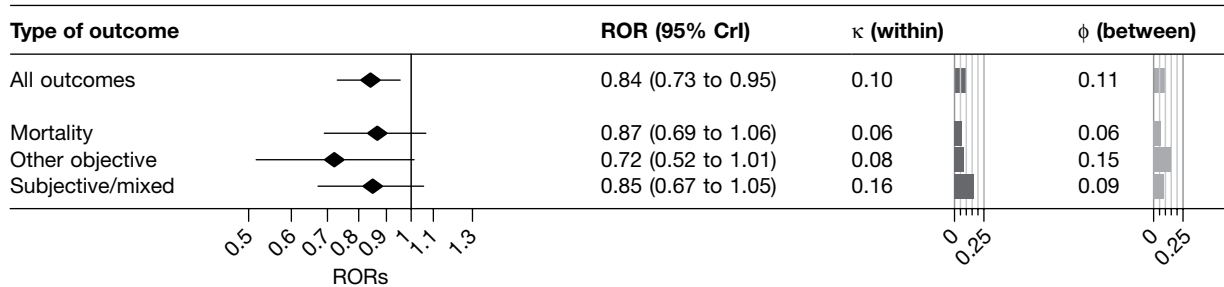 Type of outcome ROR (95% CrI) κ (within) ϕ (between)
All outcomes 0.84 (0.73 to 0.95) 0.10 0.11
Mortality 0.87 (0.69 to 1.06) 0.06 0.06
Other objective 0.72 (0.52 to 1.01) 0.08 0.15
Subjective/mixed 0.85 (0.67 to 1.05) 0.16 0.09
0.5 0.6 0.7 0.8 0.9 1 1.1 1.3 0 0.25 0 0.25
RORs